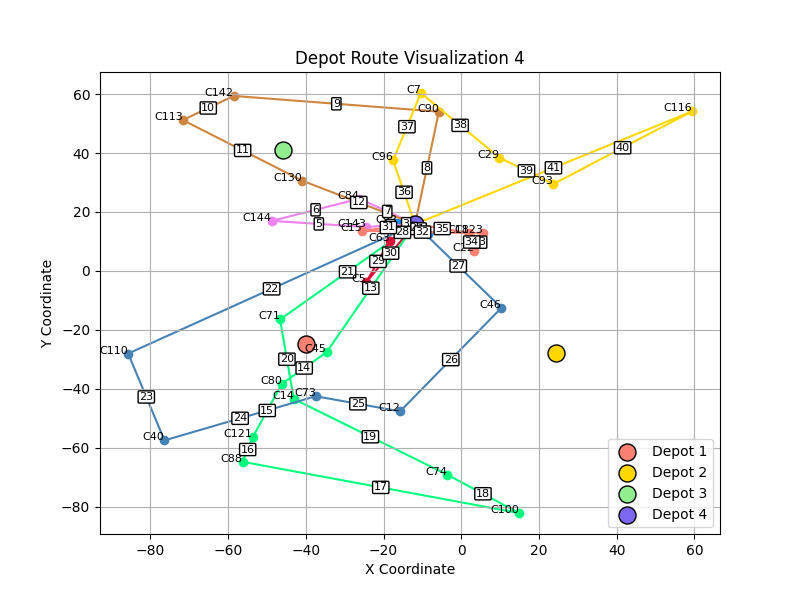 Depot Route Visualization 4
Y Coordinate
60
40
20
0
−20
−40
−60
−80
−80
−60
−40
−20
0
20
40
60
X Coordinate
C142
C7
C90
C116
C113
C96
C29
C93
C130
C84
C144
C143
C63
C5
C71
C46
C110
C45
C80
C14
C73
C12
C40
C121
C88
C74
C100
10
9
37
38
40
11
8
39
41
36
6
12
7
5
31
28
32
35
34
30
29
27
21
13
22
20
14
26
23
24
15
25
16
19
17
18
Depot 1
Depot 2
Depot 3
Depot 4